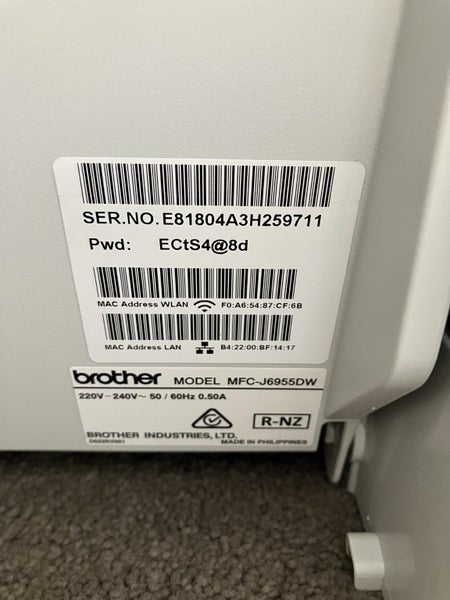 SER.NO.E81804A3H259711
Pwd: ECtS4@8d
MAC Address WLAN F0:A6:54:87:CF:6B
MAC Address LAN B4:22:00:BF:14:17
brother MODEL MFC-J6955DW
220V-240V~ 50 / 60Hz 0.50A
R-NZ
BROTHER INDUSTRIES, LTD.
MADE IN PHILIPPINES